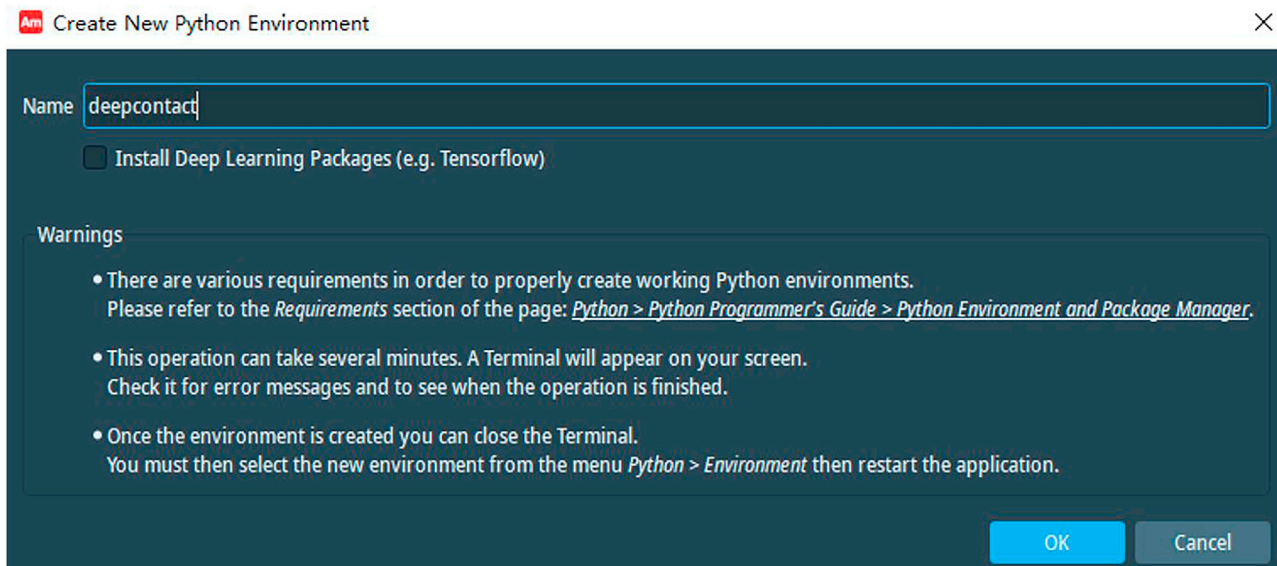 Am Create New Python Environment
Name deepcontact
Install Deep Learning Packages (e.g. Tensorflow)
Warnings
There are various requirements in order to properly create working Python environments.
Please refer to the Requirements section of the page: Python > Python Programmer's Guide > Python Environment and Package Manager.
This operation can take several minutes. A Terminal will appear on your screen.
Check it for error messages and to see when the operation is finished.
Once the environment is created you can close the Terminal.
You must then select the new environment from the menu Python > Environment then restart the application.
OK Cancel